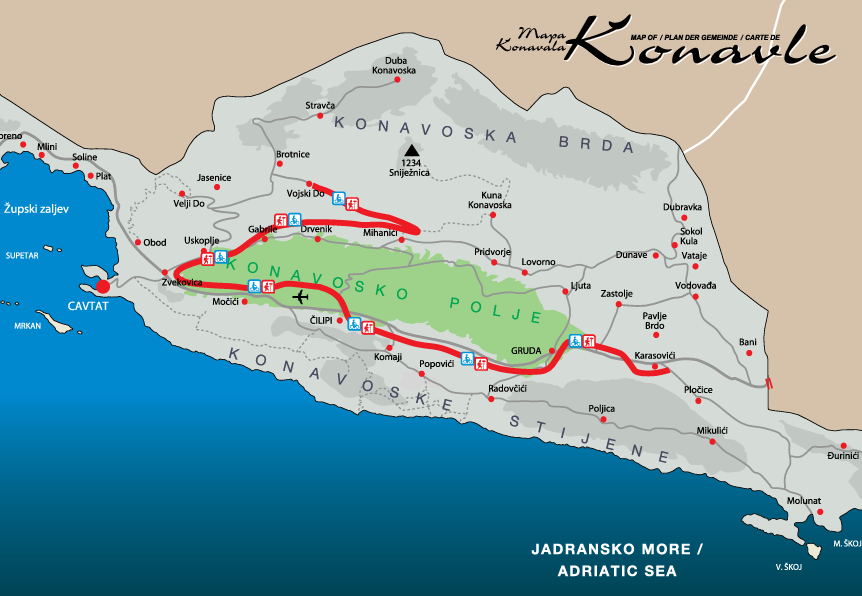 Mapa
Konavala
Konavle
MAP OF / PLAN DER GEMEINDE / CARTE DE
Duba
Konavoska
Stravča
KONAVOSKA BRDA
Mlini
Soline
Plat
Brotnice
1234
Sniježnica
Jasenice
Velji Do
Vojski Do
Kuna
Konavoska
Župski zaljev
Dubravka
Gabrile
Drvenik
Mihanići
Sokol
Kula
Obod
Uskoplje
SUPETAR
Pridvorje
Lovorno
Dunave
Vataje
Zvekovica
KONAVOSKO POLJE
Ljuta
Vodovađa
Zastolje
CAVTAT
Močići
MRKAN
ČILIPI
Pavlje
Brdo
Komaji
GRUDA
Bani
Karasovići
Popovići
KONAVOSKE STIJENE
Radovčići
Pločice
Poljica
Mikulići
Đurinići
Molunat
JADRANSKO MORE /
ADRIATIC SEA
M. ŠKOJ
V. ŠKOJ